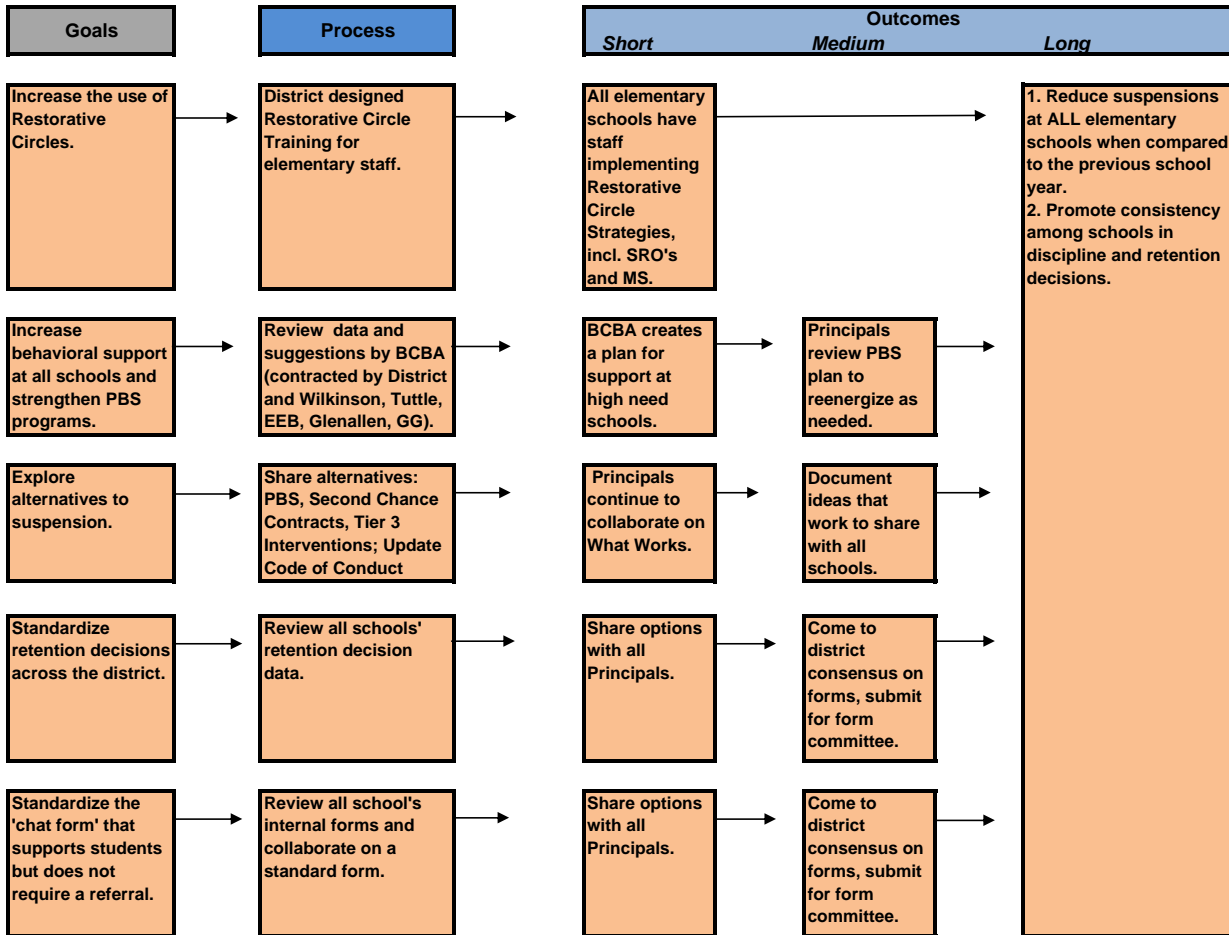 Goals
Process
Outcomes
Short Medium Long
Increase the use of
Restorative
Circles.
District designed
Restorative Circle
Training for
elementary staff.
All elementary
schools have
staff
implementing
Restorative
Circle
Strategies,
incl. SRO's
and MS.
1. Reduce suspensions
at ALL elementary
schools when compared
to the previous school
year.
2. Promote consistency
among schools in
discipline and retention
decisions.
Increase
behavioral support
at all schools and
strengthen PBS
programs.
Review data and
suggestions by BCBA
(contracted by District
and Wilkinson, Tuttle,
EEB, Glenallen, GG).
BCBA creates
a plan for
support at
high need
schools.
Principals
review PBS
plan to
reenergize as
needed.
Explore
alternatives to
suspension.
Share alternatives:
PBS, Second Chance
Contracts, Tier 3
Interventions; Update
Code of Conduct
Principals
continue to
collaborate on
What Works.
Document
ideas that
work to share
with all
schools.
Standardize
retention decisions
across the district.
Review all schools'
retention decision
data.
Share options
with all
Principals.
Come to
district
consensus on
forms, submit
for form
committee.
Standardize the
'chat form' that
supports students
but does not
require a referral.
Review all school's
internal forms and
collaborate on a
standard form.
Share options
with all
Principals.
Come to
district
consensus on
forms, submit
for form
committee.